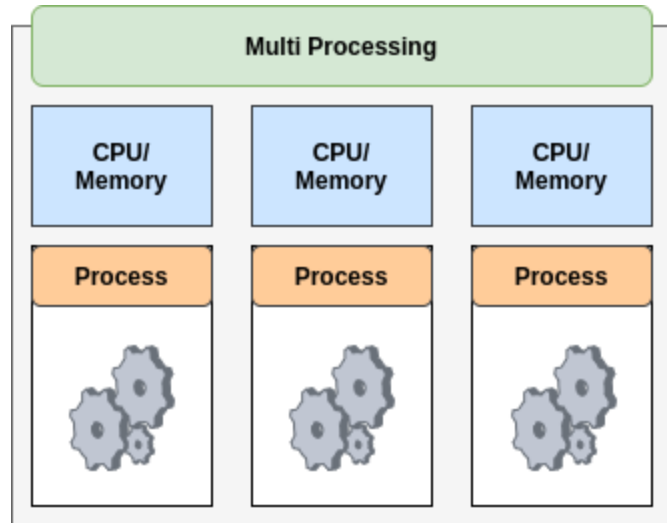 Multi Processing
CPU/
Memory
CPU/
Memory
CPU/
Memory
Process
Process
Process